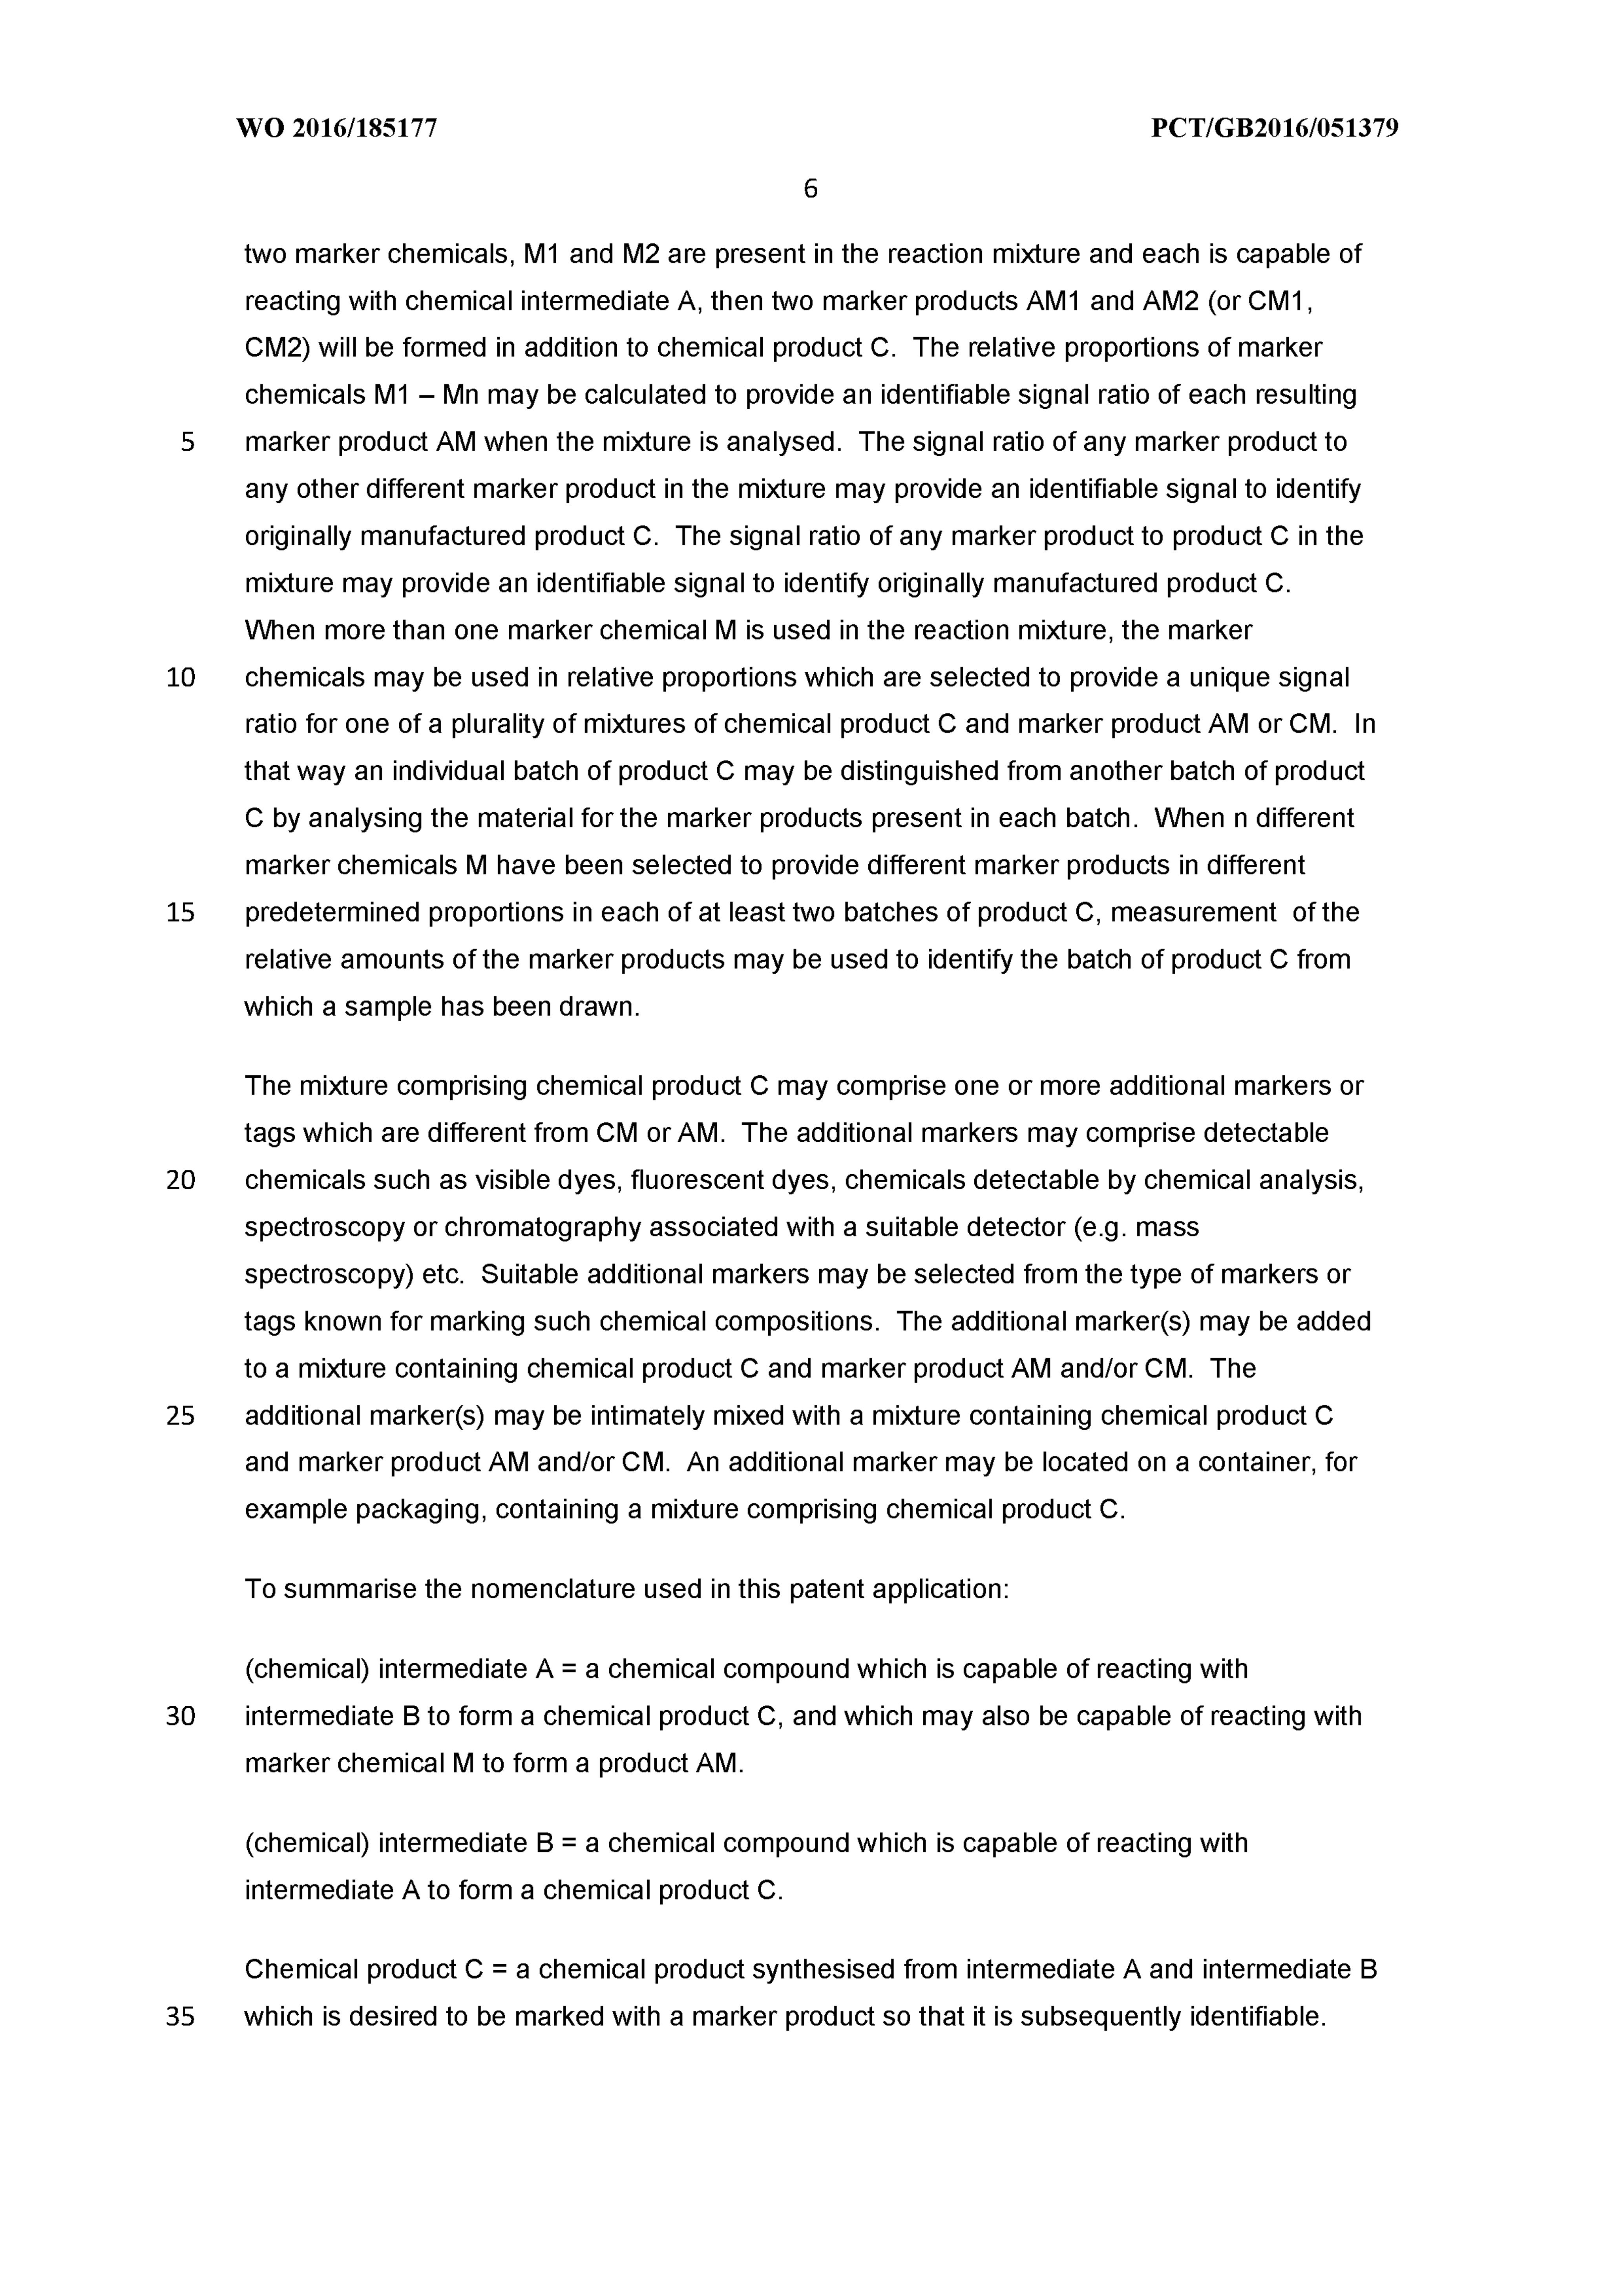 WO 2016/185177 PCT/GB2016/051379
6
two marker chemicals, M1 and M2 are present in the reaction mixture and each is capable of
reacting with chemical intermediate A, then two marker products AM1 and AM2 (or CM1,
CM2) will be formed in addition to chemical product C.  The relative proportions of marker
chemicals M1 – Mn may be calculated to provide an identifiable signal ratio of each resulting
5 marker product AM when the mixture is analysed.  The signal ratio of any marker product to
any other different marker product in the mixture may provide an identifiable signal to identify
originally manufactured product C.  The signal ratio of any marker product to product C in the
mixture may provide an identifiable signal to identify originally manufactured product C.
When more than one marker chemical M is used in the reaction mixture, the marker
10 chemicals may be used in relative proportions which are selected to provide a unique signal
ratio for one of a plurality of mixtures of chemical product C and marker product AM or CM.  In
that way an individual batch of product C may be distinguished from another batch of product
C by analysing the material for the marker products present in each batch.  When n different
marker chemicals M have been selected to provide different marker products in different
15 predetermined proportions in each of at least two batches of product C, measurement  of the
relative amounts of the marker products may be used to identify the batch of product C from
which a sample has been drawn.
The mixture comprising chemical product C may comprise one or more additional markers or
tags which are different from CM or AM.  The additional markers may comprise detectable
20 chemicals such as visible dyes, fluorescent dyes, chemicals detectable by chemical analysis,
spectroscopy or chromatography associated with a suitable detector (e.g. mass
spectroscopy) etc.  Suitable additional markers may be selected from the type of markers or
tags known for marking such chemical compositions.  The additional marker(s) may be added
to a mixture containing chemical product C and marker product AM and/or CM.  The
25 additional marker(s) may be intimately mixed with a mixture containing chemical product C
and marker product AM and/or CM.  An additional marker may be located on a container, for
example packaging, containing a mixture comprising chemical product C.
To summarise the nomenclature used in this patent application:
(chemical) intermediate A = a chemical compound which is capable of reacting with
30 intermediate B to form a chemical product C, and which may also be capable of reacting with
marker chemical M to form a product AM.
(chemical) intermediate B = a chemical compound which is capable of reacting with
intermediate A to form a chemical product C.
Chemical product C = a chemical product synthesised from intermediate A and intermediate B
35 which is desired to be marked with a marker product so that it is subsequently identifiable.